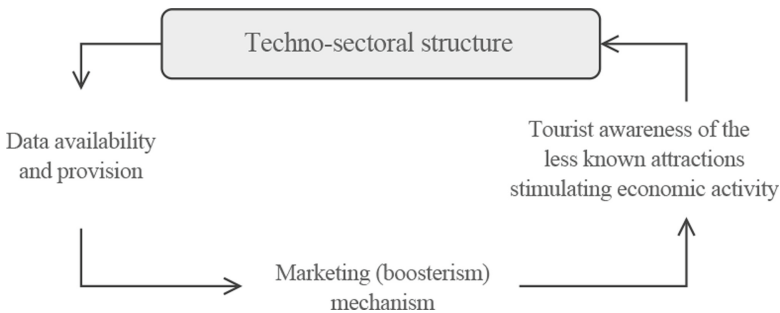 Techno-sectoral structure
Data availability
and provision
Tourist awareness of the
less known attractions
stimulating economic activity
Marketing (boosterism)
mechanism